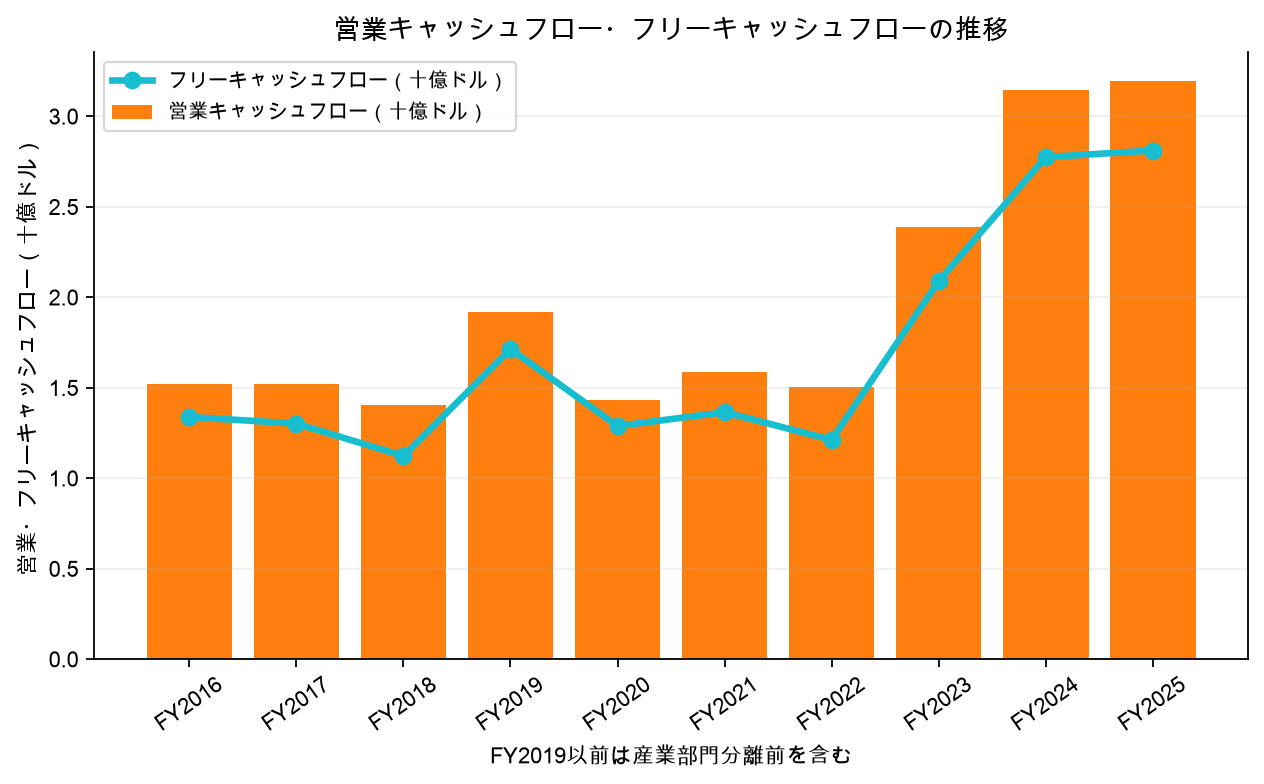 営業キャッシュフロー・フリーキャッシュフローの推移
フリーキャッシュフロー(十億ドル)
営業キャッシュフロー(十億ドル)
営業・フリーキャッシュフロー(十億ドル)
3.0
2.5
2.0
1.5
1.0
0.5
0.0
FY2016
FY2017
FY2018
FY2019
FY2020
FY2021
FY2022
FY2023
FY2024
FY2025
FY2019以前は産業部門分離前を含む